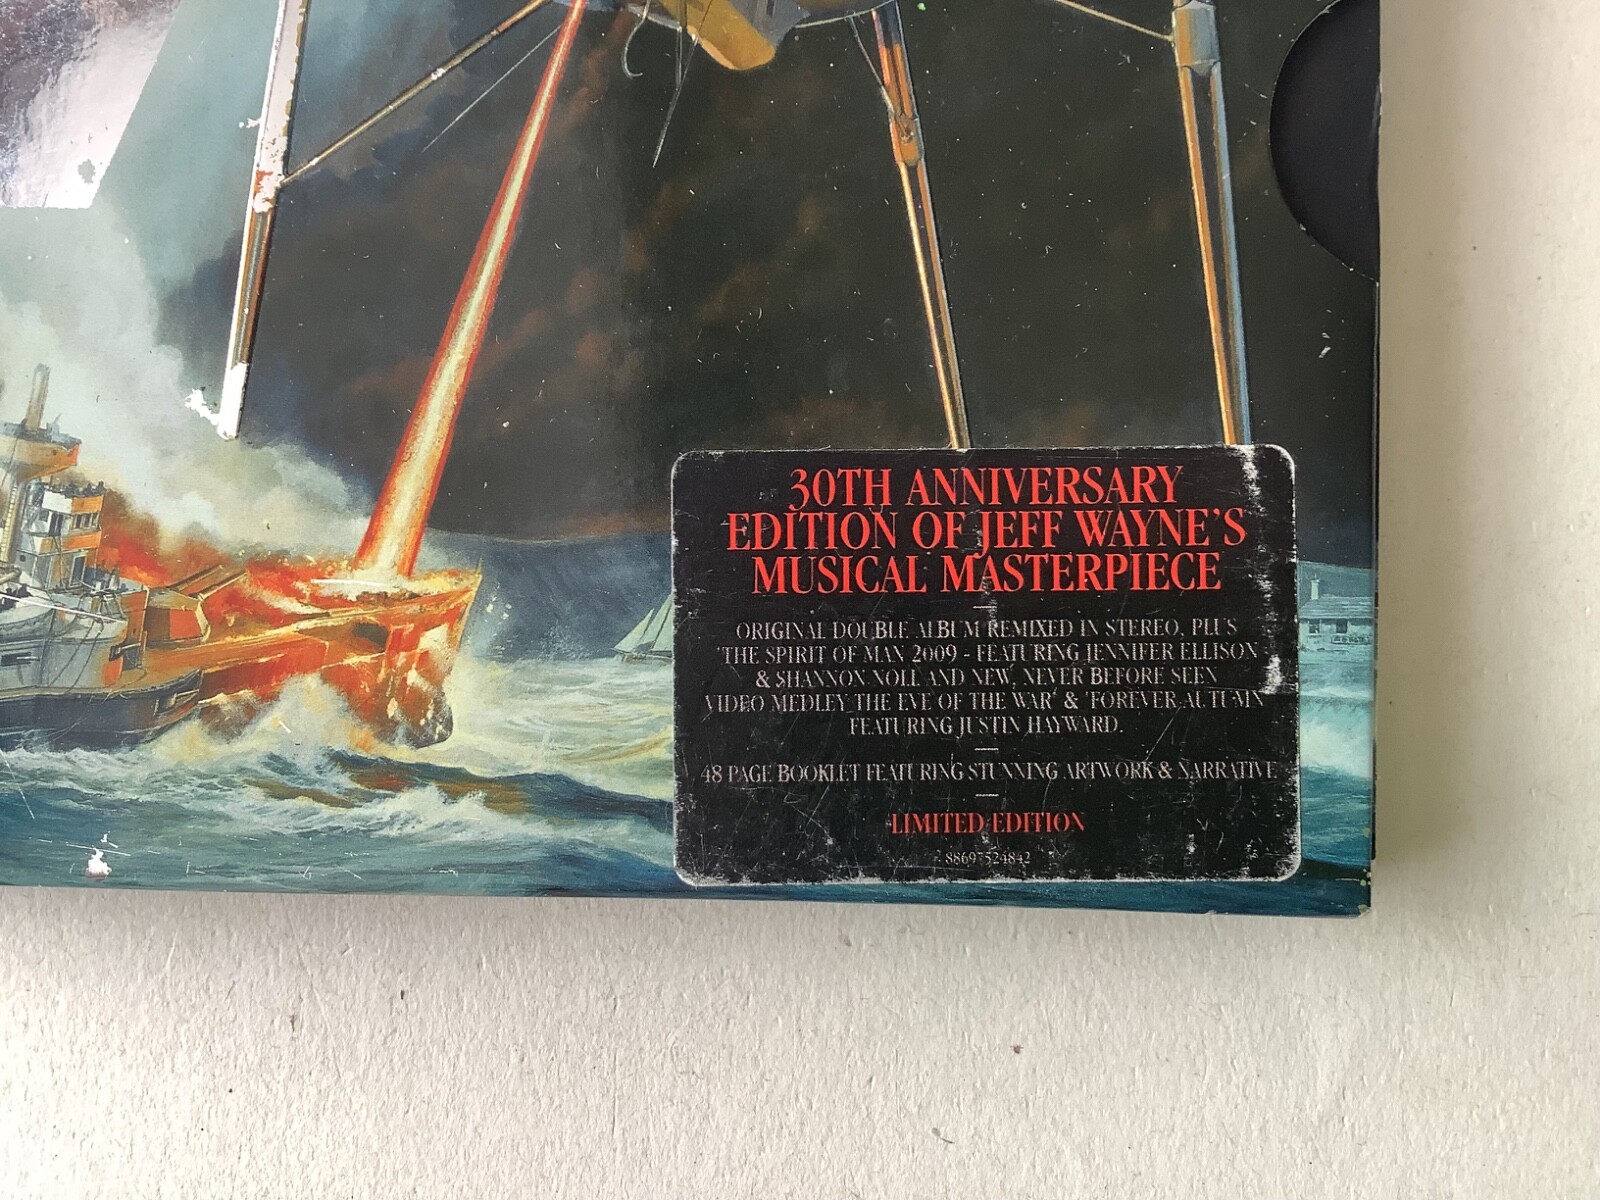 30TH ANNIVERSARY
EDITION OF JEFF WAYNE'S
MUSICAL MASTERPIECE
ORIGINAL DOUBLE ALBUM REMIXED IN STEREO, PLUS
'THE SPIRIT OF MAN 2009 - FEATURING JENNIFER ELLISON
& SHANNON NOLL AND NEW, NEVER BEFORE SEEN
VIDEO MEDLEY 'THE EVE OF THE WAR' & 'FOREVER AUTUMN'
FEATURING JUSTIN HAYWARD.
48 PAGE BOOKLET FEATURING STUNNING ARTWORK & NARRATIVE
LIMITED EDITION
88697524842